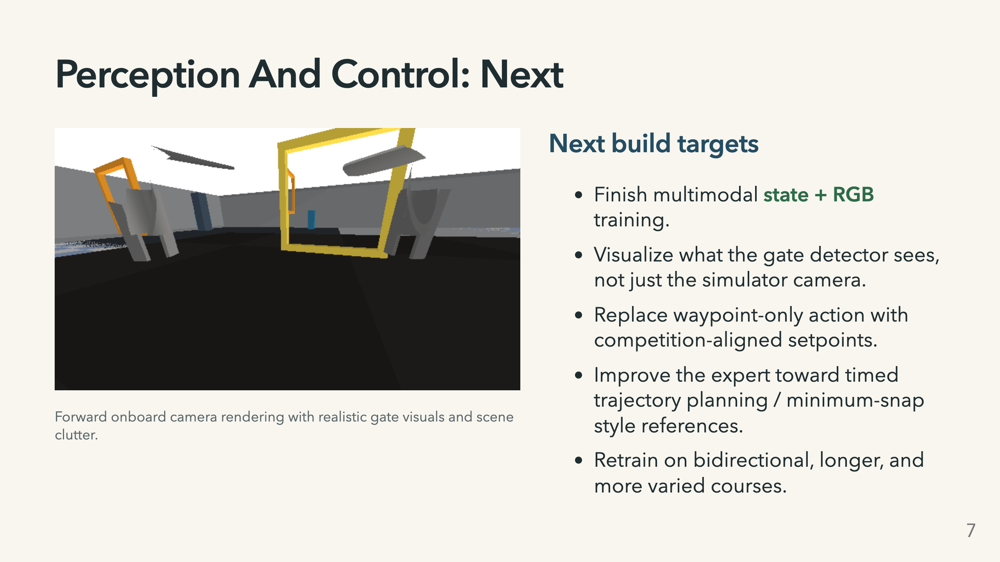 Perception And Control: Next
Forward onboard camera rendering with realistic gate visuals and scene
clutter.
Next build targets
• Finish multimodal state + RGB
training.
• Visualize what the gate detector sees,
not just the simulator camera.
• Replace waypoint-only action with
competition-aligned setpoints.
• Improve the expert toward timed
trajectory planning / minimum-snap
style references.
• Retrain on bidirectional, longer, and
more varied courses.
7